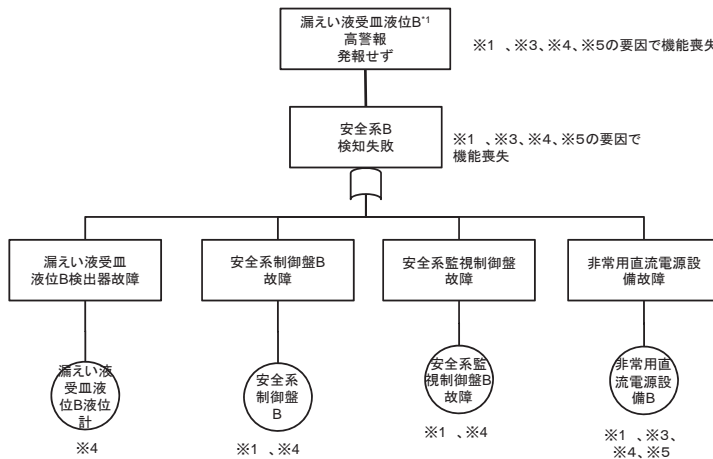 漏えい液受皿液位B*1
高警報
発報せず
※1 、※3、※4、※5の要因で機能喪失
安全系B
検知失敗
※1 、※3、※4、※5の要因で
機能喪失
漏えい液受皿
液位B検出器故障
安全系制御盤B
故障
安全系監視制御盤
故障
非常用直流電源設
備故障
漏えい液
受皿液
位B液位
計
安全系
制御盤
B
安全系監
視制御盤B
故障
非常用直
流電源設
備B
※4
※1 、※4
※1 、※4
※1 、※3、
※4、※5